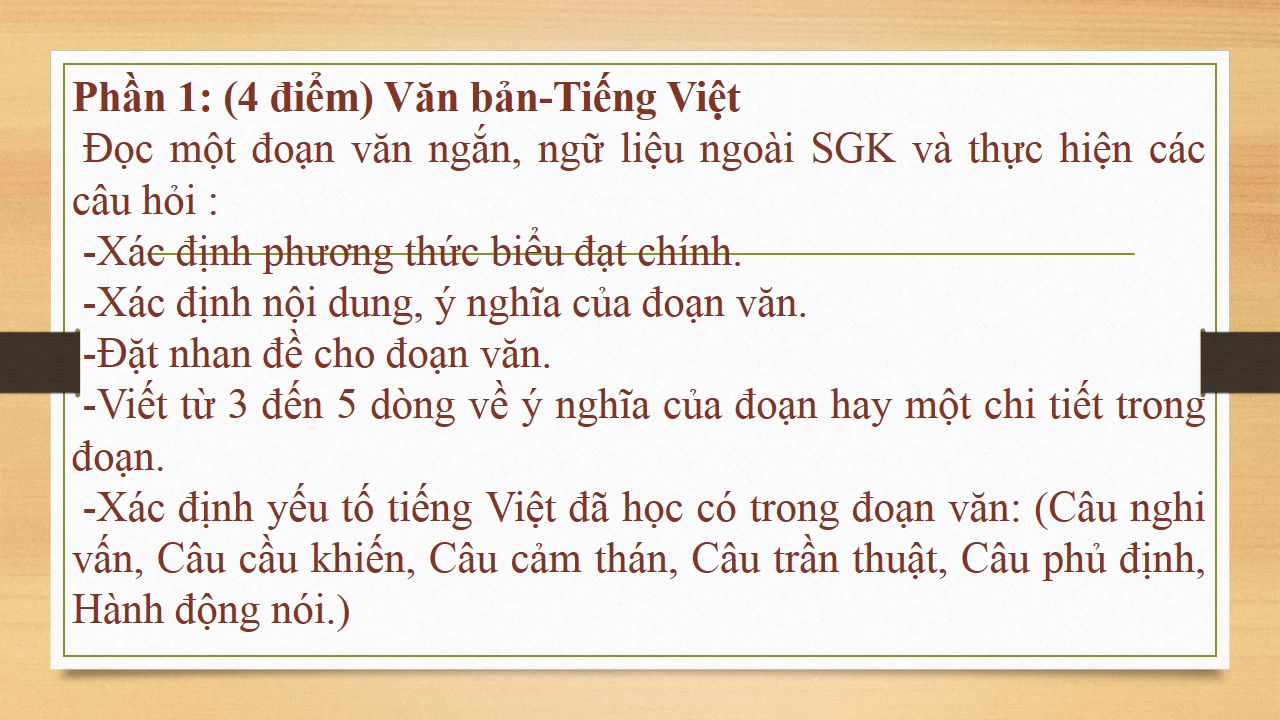 Phần 1: (4 điểm) Văn bản-Tiếng Việt
Đọc một đoạn văn ngắn, ngữ liệu ngoài SGK và thực hiện các
câu hỏi :
-Xác định phương thức biểu đạt chính.
-Xác định nội dung, ý nghĩa của đoạn văn.
-Đặt nhan đề cho đoạn văn.
-Viết từ 3 đến 5 dòng về ý nghĩa của đoạn hay một chi tiết trong
đoạn.
-Xác định yếu tố tiếng Việt đã học có trong đoạn văn: (Câu nghi
vấn, Câu cầu khiến, Câu cảm thán, Câu trần thuật, Câu phủ định,
Hành động nói.)